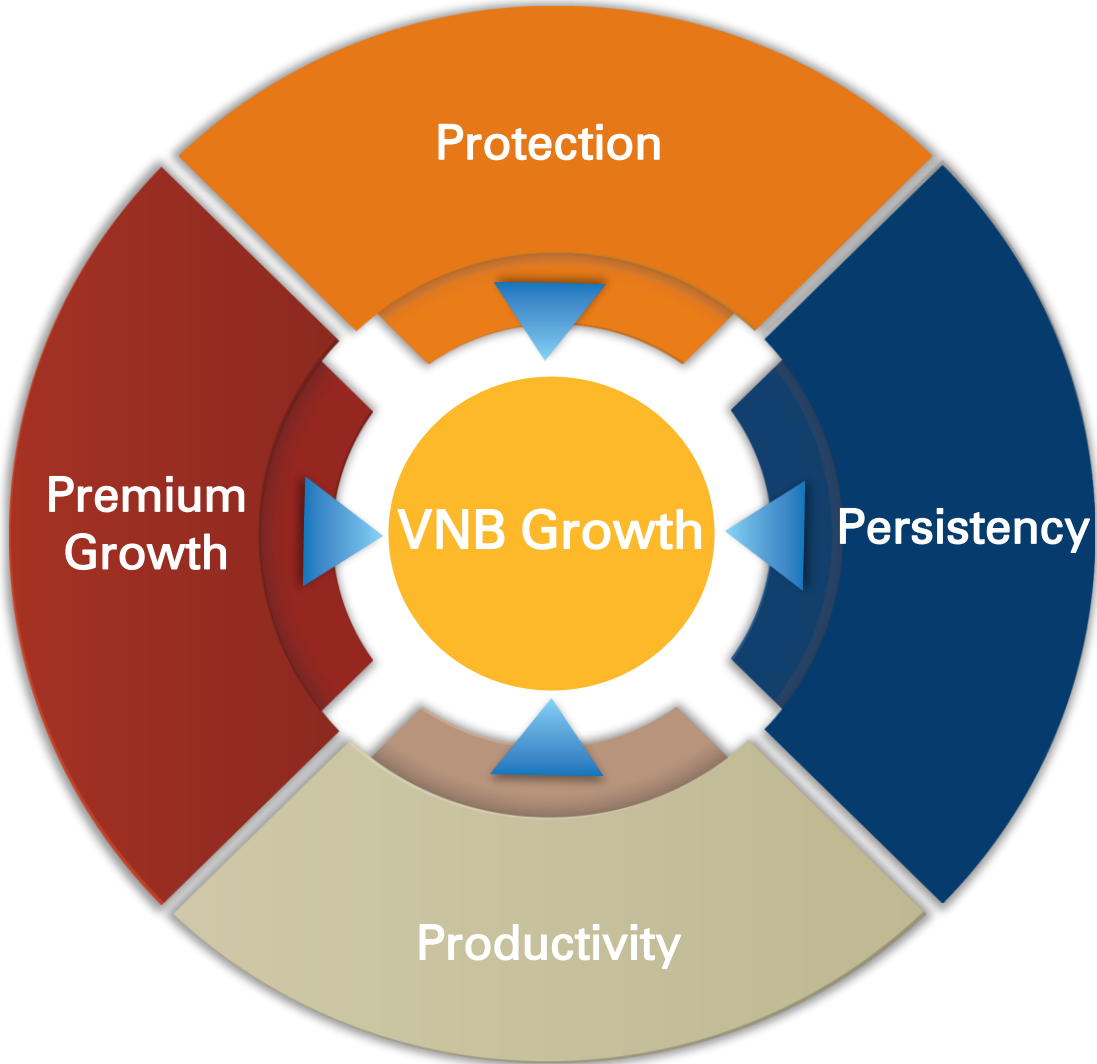 Protection
Premium
Growth
VNB Growth
Persistency
Productivity